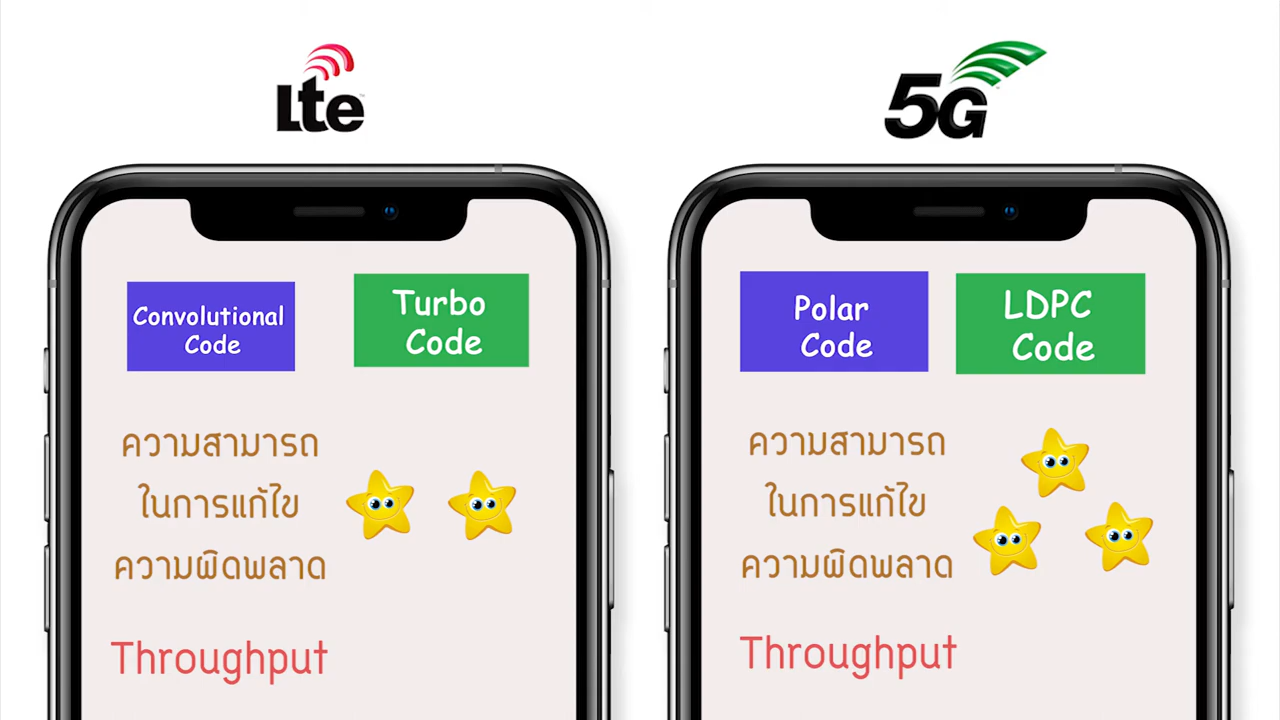 Lte
Convolutional
Code
Turbo
Code
ความสามารถ
ในการแก้ไข
ความผิดพลาด
Throughput
5G
Polar
Code
LDPC
Code
ความสามารถ
ในการแก้ไข
ความผิดพลาด
Throughput